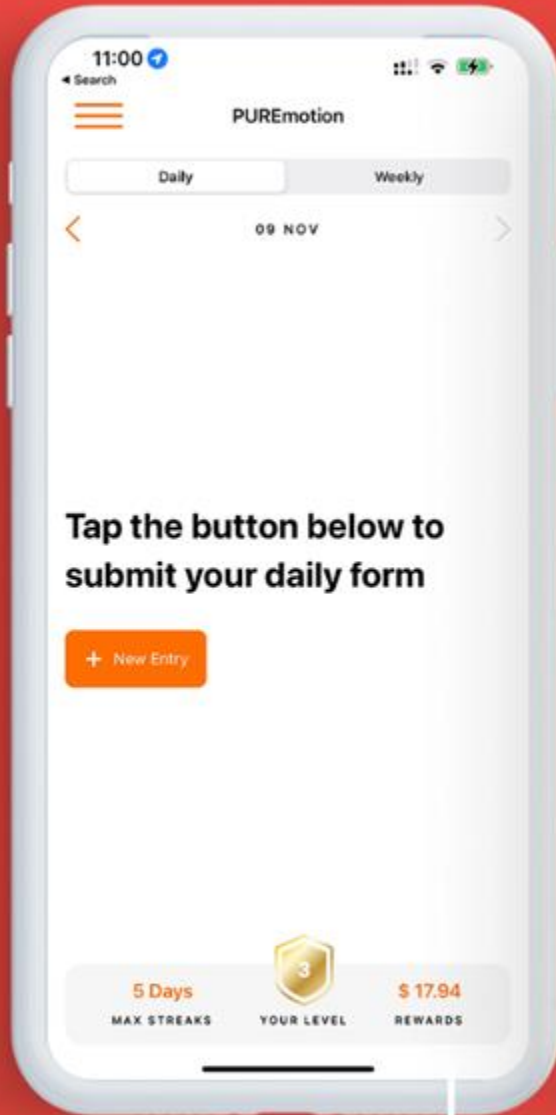 11:00
◀ Search
PUREmotion
Daily Weekly
09 NOV
Tap the button below to
submit your daily form
+ New Entry
3
5 Days $ 17.94
MAX STREAKS YOUR LEVEL REWARDS